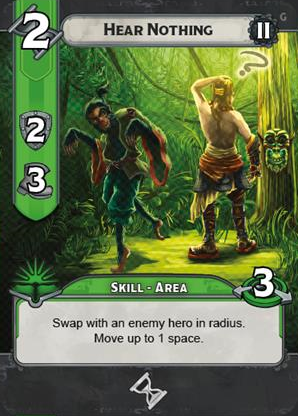 2
HEAR NOTHING
II
G
2
3
SKILL - AREA
3
Swap with an enemy hero in radius.
Move up to 1 space.